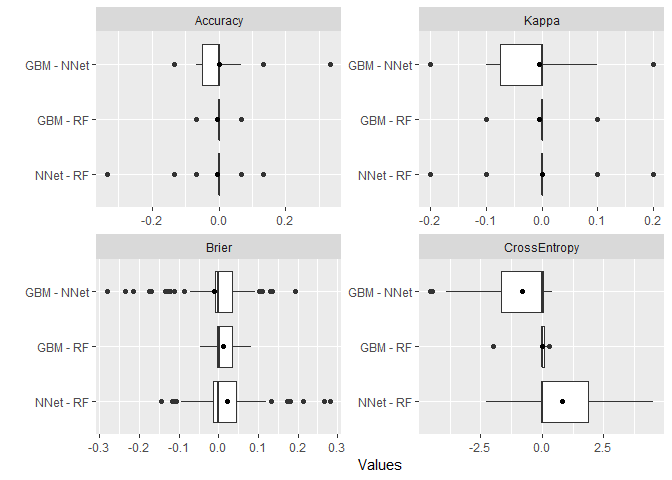 Accuracy
Kappa
GBM - NNet
GBM - RF
NNet - RF
GBM - NNet
GBM - RF
NNet - RF
-0.2 0.0 0.2
-0.2 -0.1 0.0 0.1 0.2
Brier
CrossEntropy
GBM - NNet
GBM - RF
NNet - RF
GBM - NNet
GBM - RF
NNet - RF
-0.3 -0.2 -0.1 0.0 0.1 0.2 0.3
-2.5 0.0 2.5
Values